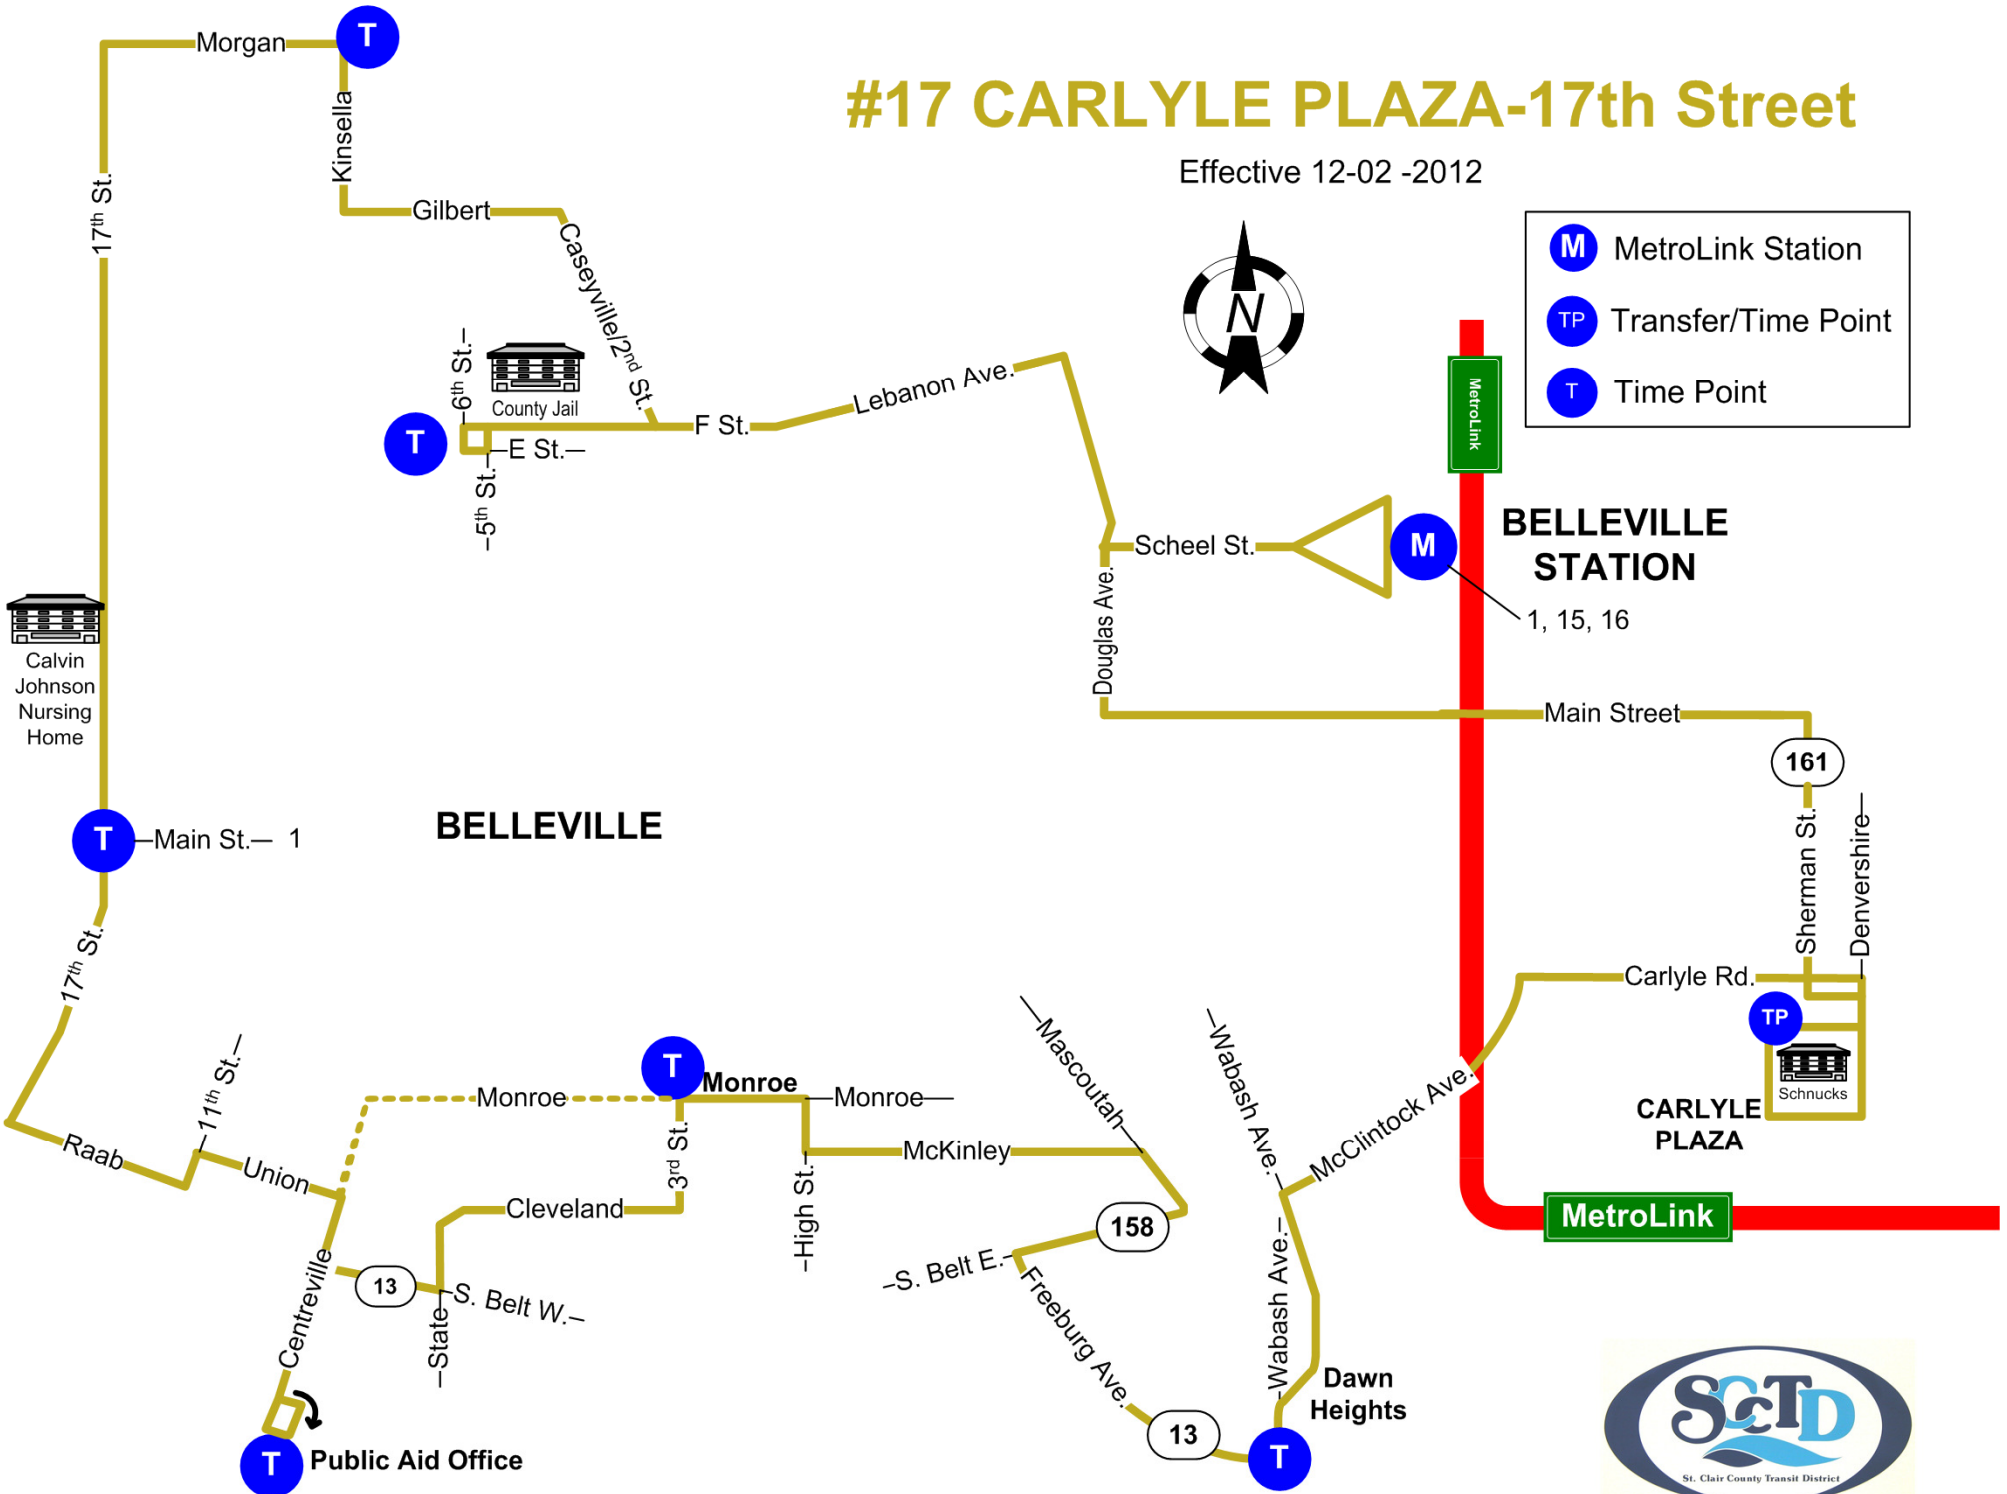 #17 CARLYLE PLAZA-17th Street
Effective 12-02 -2012
N
M MetroLink Station
TP Transfer/Time Point
T Time Point
Morgan
T
Kinsella
17th St.
Gilbert
Caseyville/2nd St.
6th St.
County Jail
T
E St.
5th St.
F St.
Lebanon Ave.
MetroLink
Scheel St.
M
BELLEVILLE
STATION
1, 15, 16
Douglas Ave.
Main Street
161
Sherman St.
Denvershire
Calvin
Johnson
Nursing
Home
T
Main St. 1
BELLEVILLE
17th St.
Carlyle Rd.
TP
Schnucks
CARLYLE
PLAZA
Raab
11th St.
Union
Monroe
T
Monroe
Monroe
3rd St.
McKinley
High St.
Cleveland
Mascoutah
Wabash Ave.
McClintock Ave.
158
S. Belt E.
Freeburg Ave.
Wabash Ave.
MetroLink
Centreville
13
S. Belt W.
State
Dawn
Heights
13
T
T
Public Aid Office
SCCTD
St. Clair County Transit District